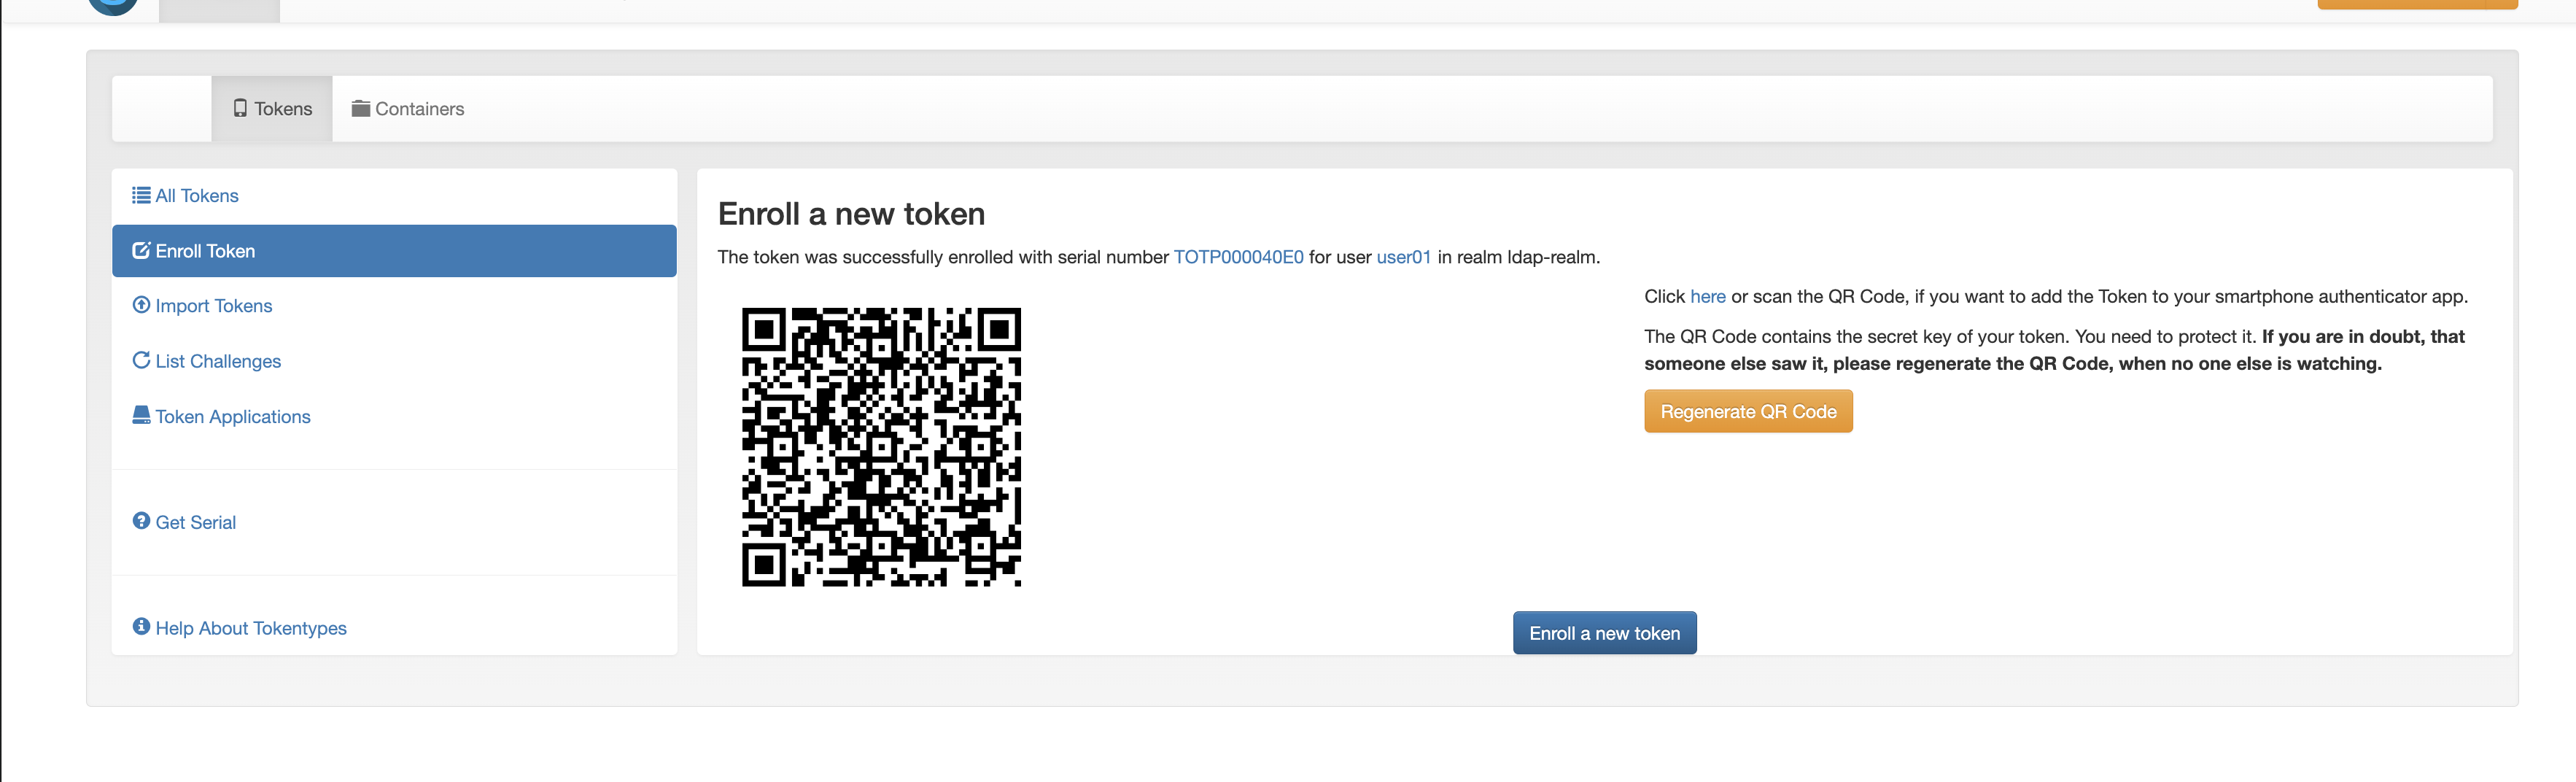 Tokens
Containers
All Tokens
Enroll Token
Import Tokens
List Challenges
Token Applications
Get Serial
Help About Tokentypes
Enroll a new token
The token was successfully enrolled with serial number TOTP000040E0 for user user01 in realm ldap-realm.
Click here or scan the QR Code, if you want to add the Token to your smartphone authenticator app.
The QR Code contains the secret key of your token. You need to protect it. If you are in doubt, that
someone else saw it, please regenerate the QR Code, when no one else is watching.
Regenerate QR Code
Enroll a new token